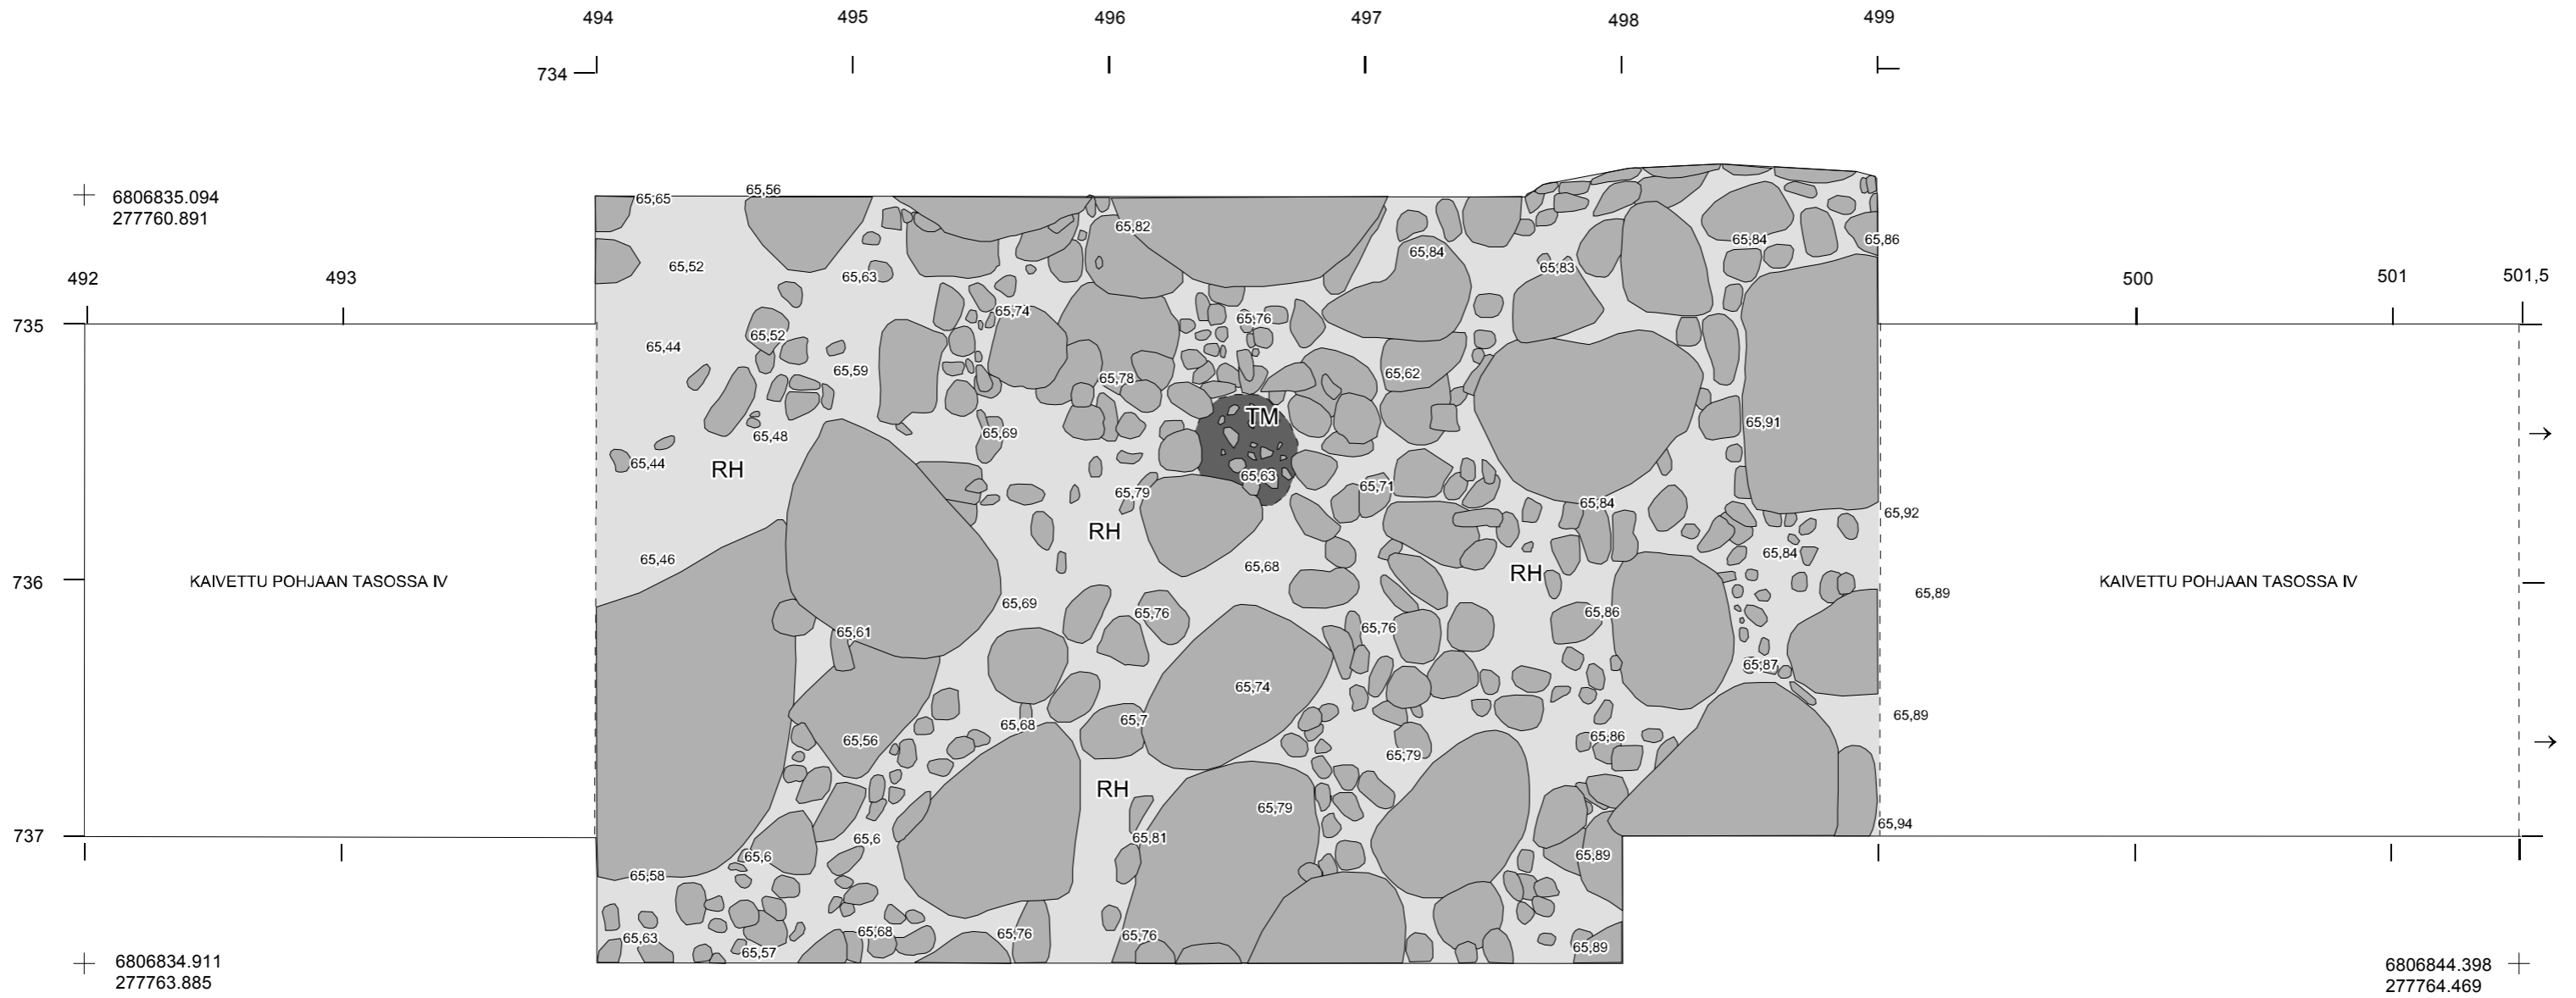 494 495 496 497 498 499
734
6806835.094
277760.891
65,65 65,56
65,82
65,84 65,84 65,86
65,52 65,63 65,83
492 493 500 501 501,5
65,74 65,76
735
65,52
65,44
65,59 65,78 65,62
TM
65,48 65,69 65,91
65,44 RH 65,63
65,79 65,71
65,84 65,92
RH
65,46 65,68 RH 65,84
736 KAIVETTU POHJAAN TASOSSA IV KAIVETTU POHJAAN TASOSSA IV
65,69 65,76 65,86 65,89
65,61 65,76
65,87
65,74
65,68 65,7 65,89
65,56 65,79 65,86
RH
65,79
737 65,6 65,81 65,94
65,6 65,89
65,58
65,63 65,68 65,76 65,76
65,57 65,89
6806834.911
277763.885
6806844.398
277764.469